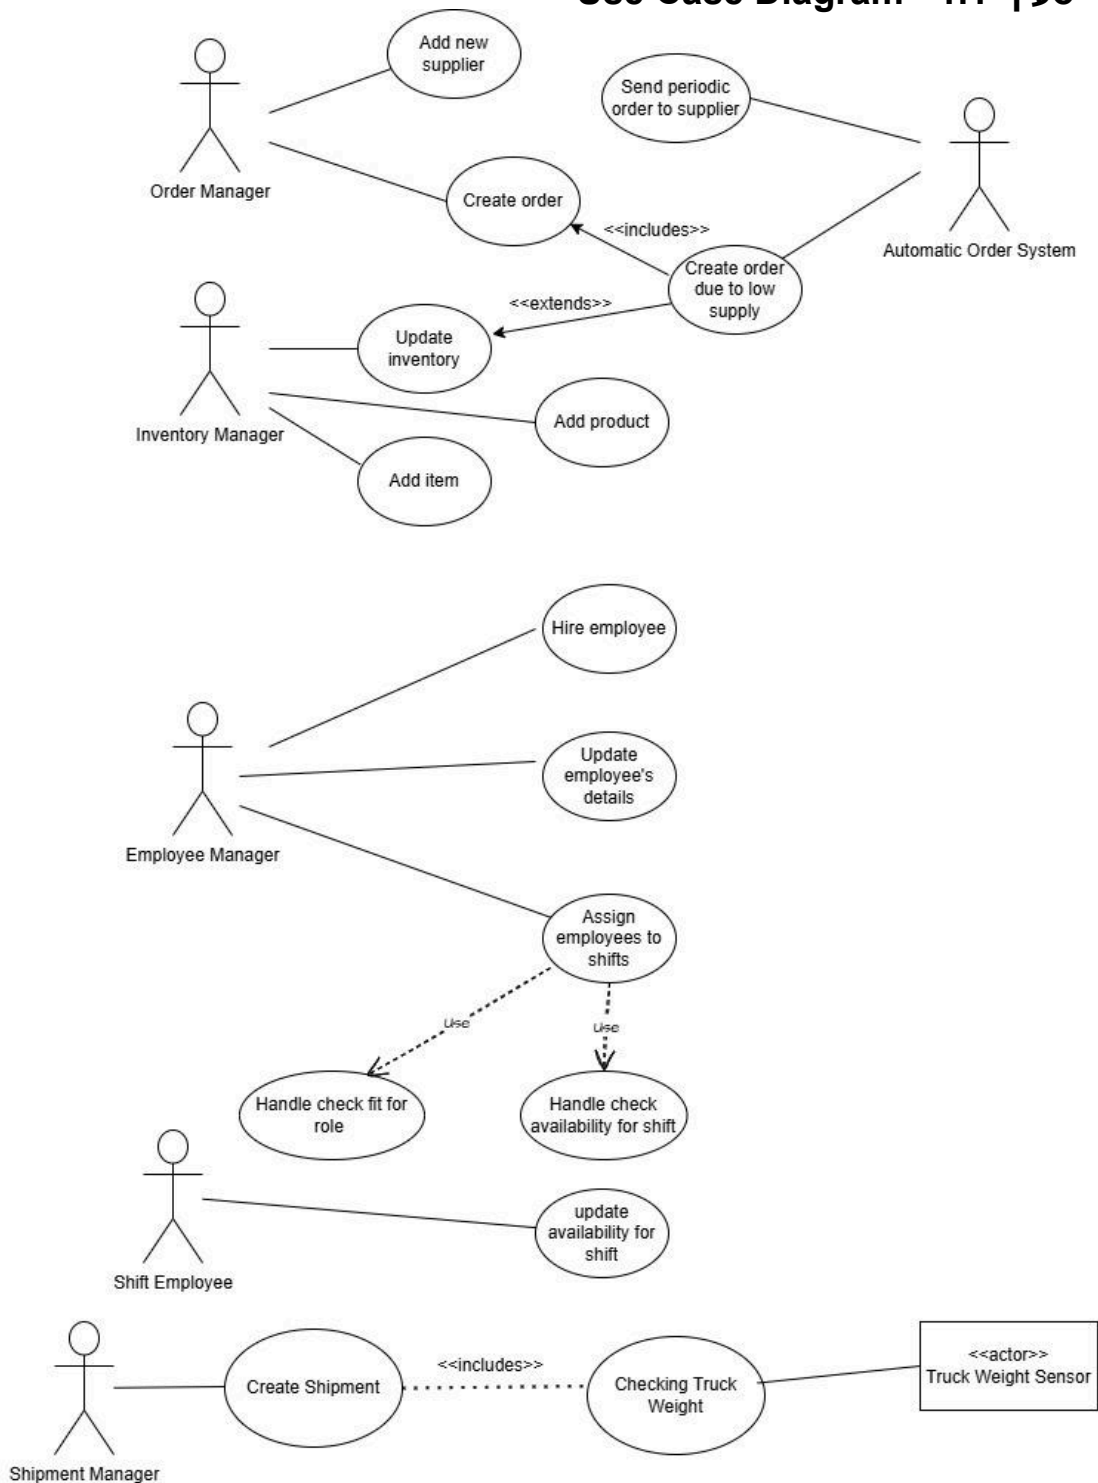 Use Case Diagram
Add new
supplier
Send periodic
order to supplier
Order Manager
Create order
<<includes>>
Automatic Order System
Create order
due to low
supply
<<extends>>
Update
inventory
Inventory Manager
Add product
Add item
Hire employee
Update
employee's
details
Employee Manager
Assign
employees to
shifts
Use
Use
Handle check fit for
role
Handle check
availability for shift
update
availability for
shift
Shift Employee
<<includes>>
Create Shipment
Checking Truck
Weight
<<actor>>
Truck Weight Sensor
Shipment Manager